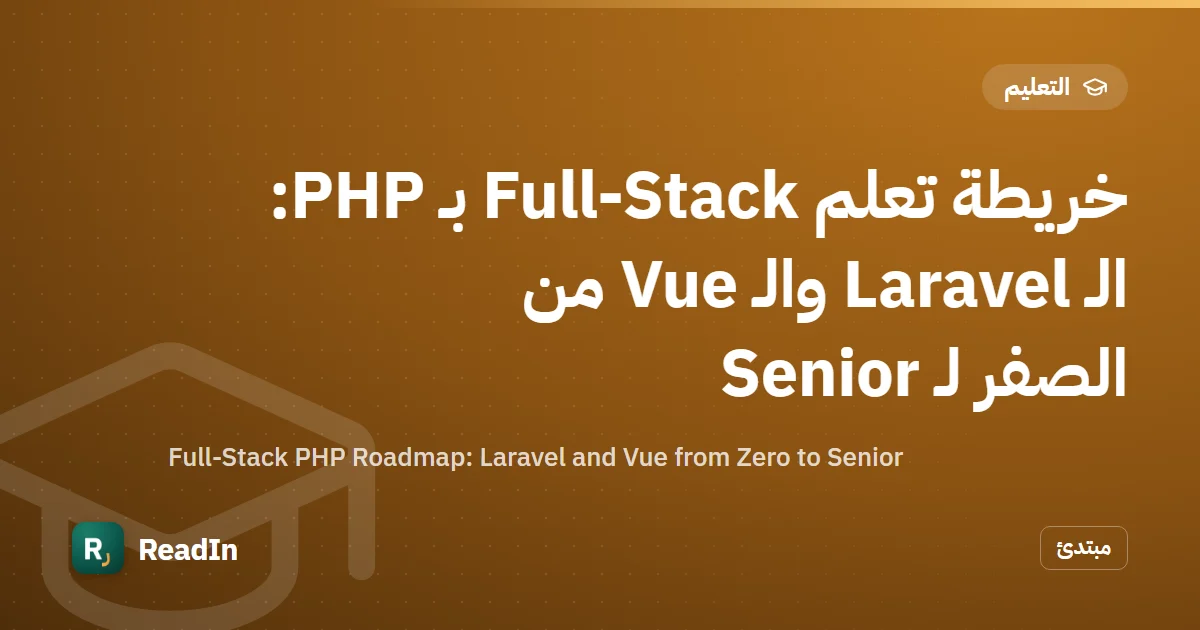 التعليم
خريطة تعلم Full-Stack بـ PHP:
الـ Laravel والـ Vue من
الصفر لـ Senior
Full-Stack PHP Roadmap: Laravel and Vue from Zero to Senior
Rر ReadIn
مبتدئ